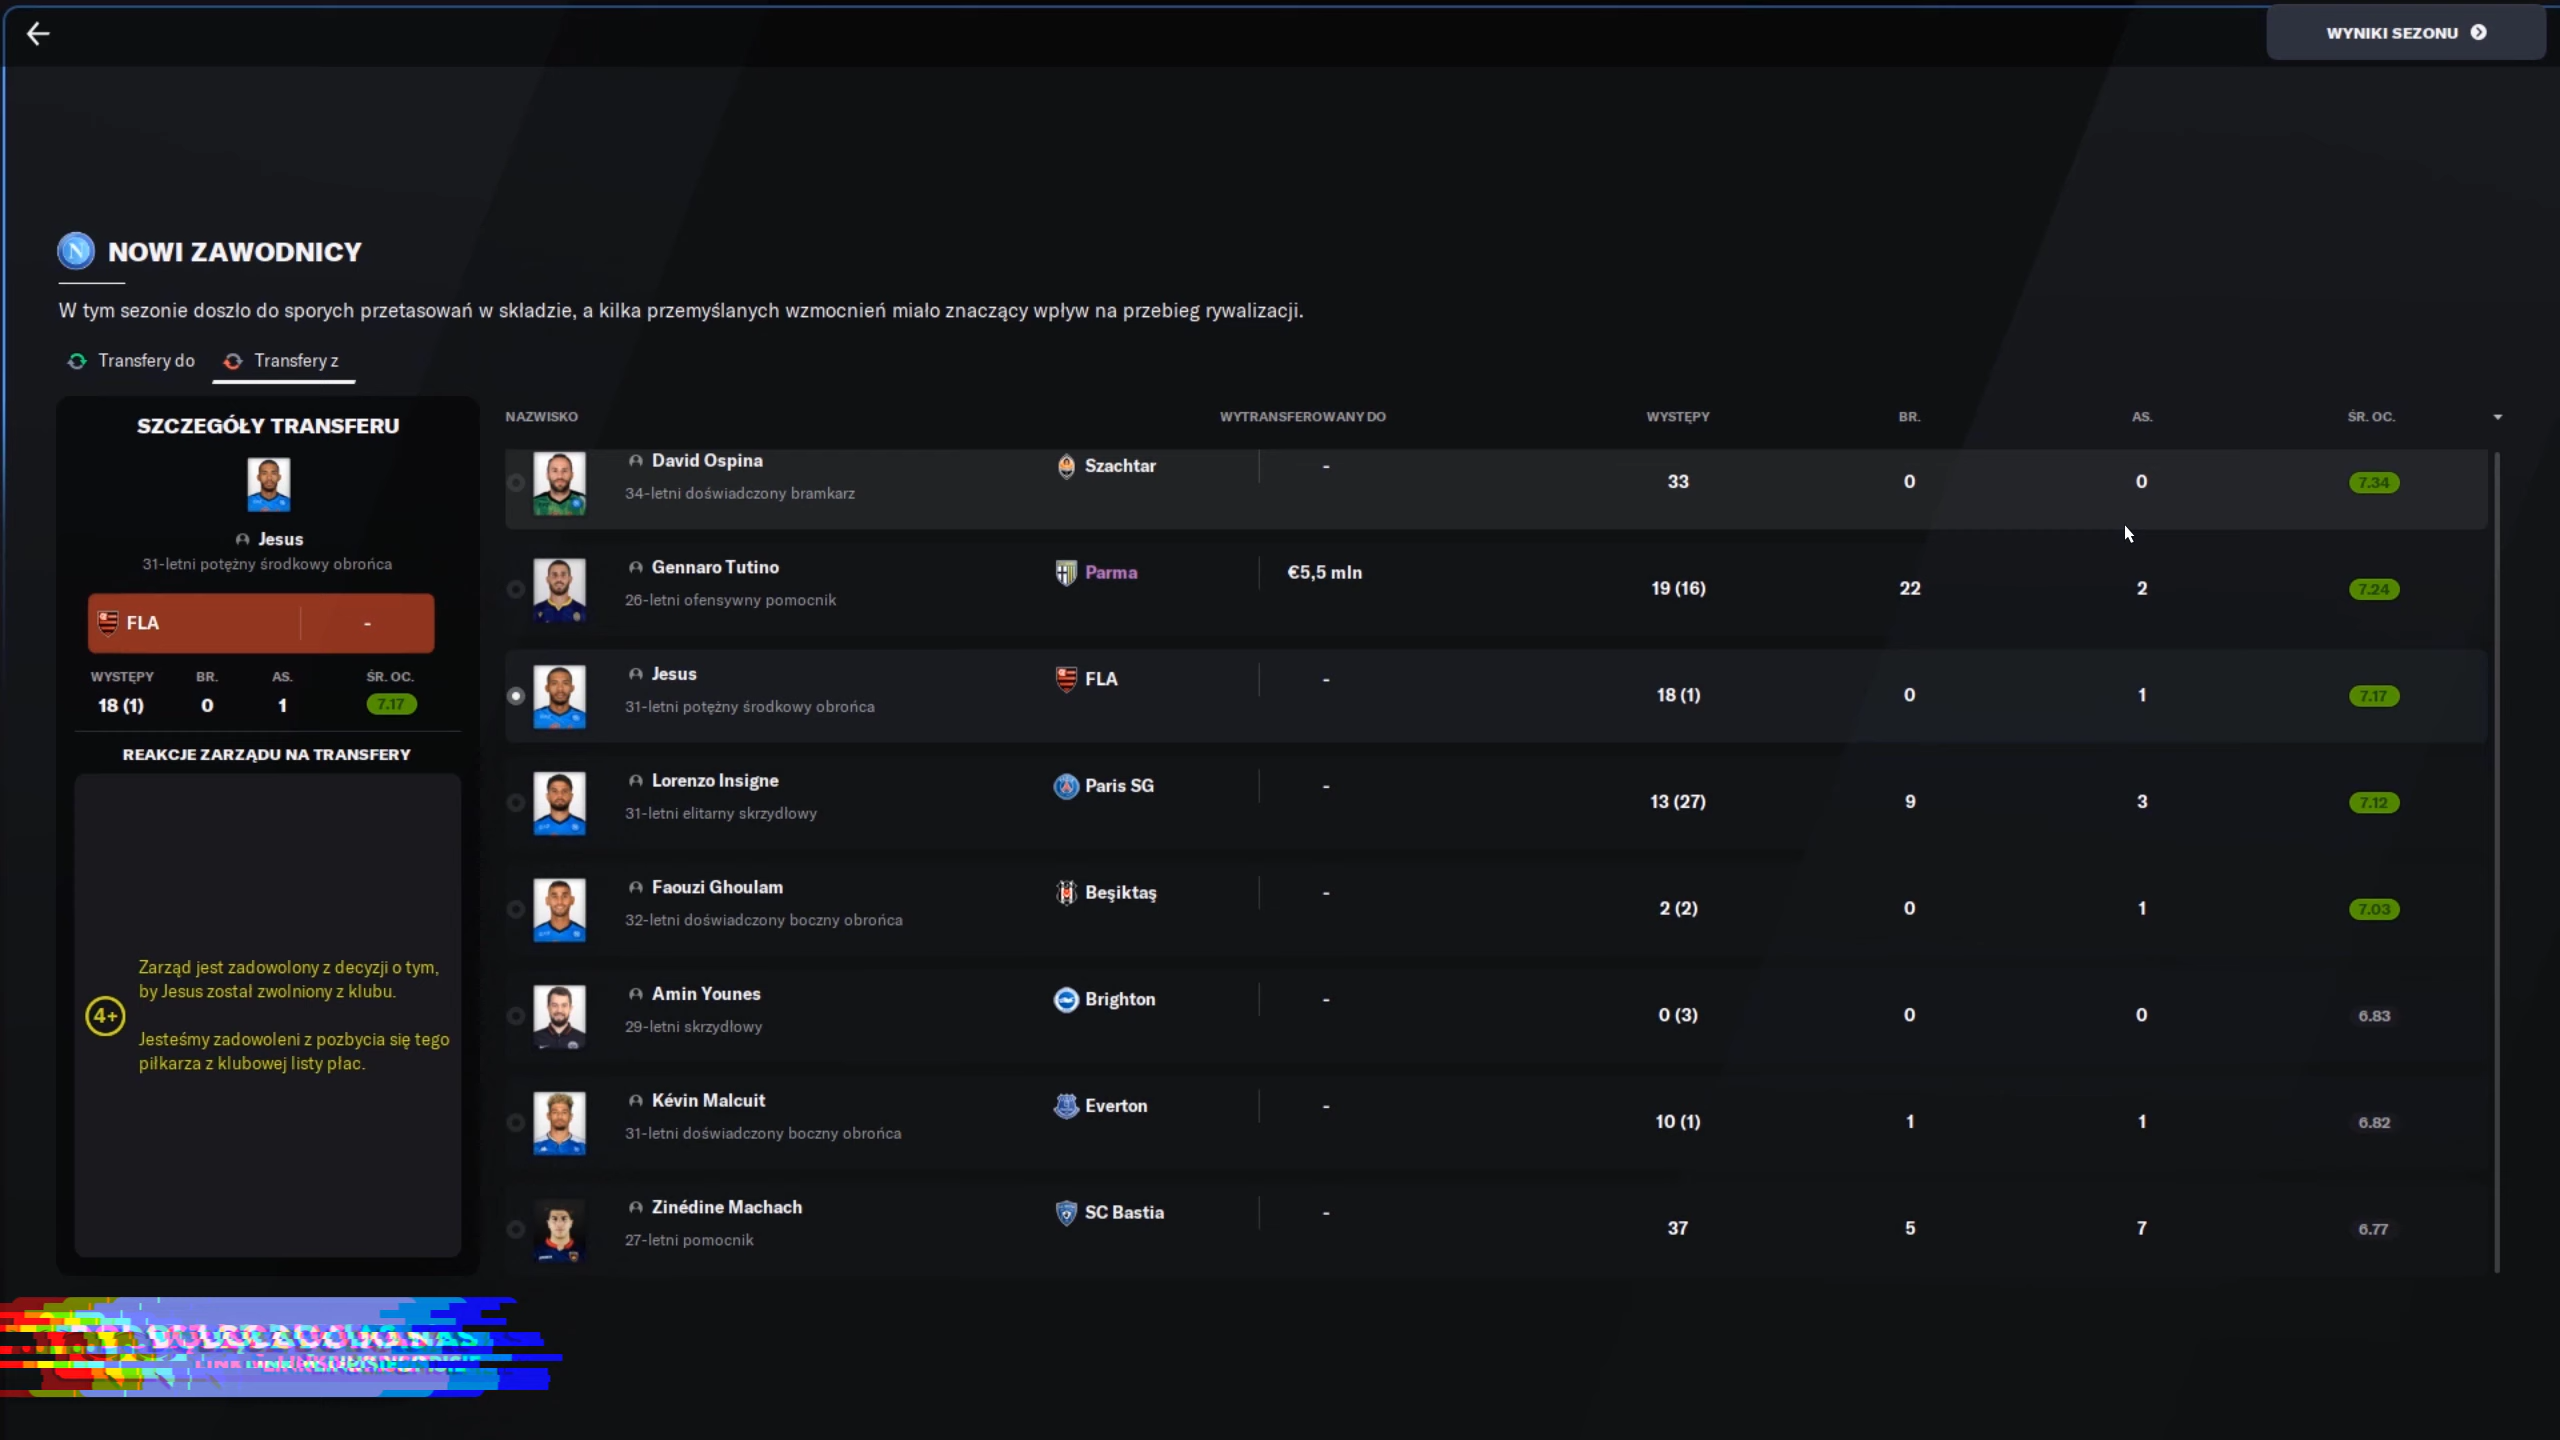 WYNIKI SEZONU
NOWI ZAWODNICY
W tym sezonie doszło do sporych przetasowań w składzie, a kilka przemyślanych wzmocnień miało znaczący wpływ na przebieg rywalizacji.
Transfery do Transfery z
SZCZEGÓŁY TRANSFERU
Jesus
31-letni potężny środkowy obrońca
FLA -
WYSTĘPY BR. AS. ŚR. OC.
18 (1) 0 1 7.17
REAKCJE ZARZĄDU NA TRANSFERY
4+
Zarząd jest zadowolony z decyzji o tym,
by Jesus został zwolniony z klubu.
Jesteśmy zadowoleni z pozbycia się tego
piłkarza z klubowej listy płac.
NAZWISKO WYTRANSFEROWANY DO WYSTĘPY BR. AS. ŚR. OC.
David Ospina Szachtar - 33 0 0 7.34
34-letni doświadczony bramkarz
Gennaro Tutino Parma €5,5 mln 19 (16) 22 2 7.24
26-letni ofensywny pomocnik
Jesus FLA - 18 (1) 0 1 7.17
31-letni potężny środkowy obrońca
Lorenzo Insigne Paris SG - 13 (27) 9 3 7.12
31-letni elitarny skrzydłowy
Faouzi Ghoulam Beşiktaş - 2 (2) 0 1 7.03
32-letni doświadczony boczny obrońca
Amin Younes Brighton - 0 (3) 0 0 6.83
29-letni skrzydłowy
Kévin Malcuit Everton - 10 (1) 1 1 6.82
31-letni doświadczony boczny obrońca
Zinédine Machach SC Bastia - 37 5 7 6.77
27-letni pomocnik